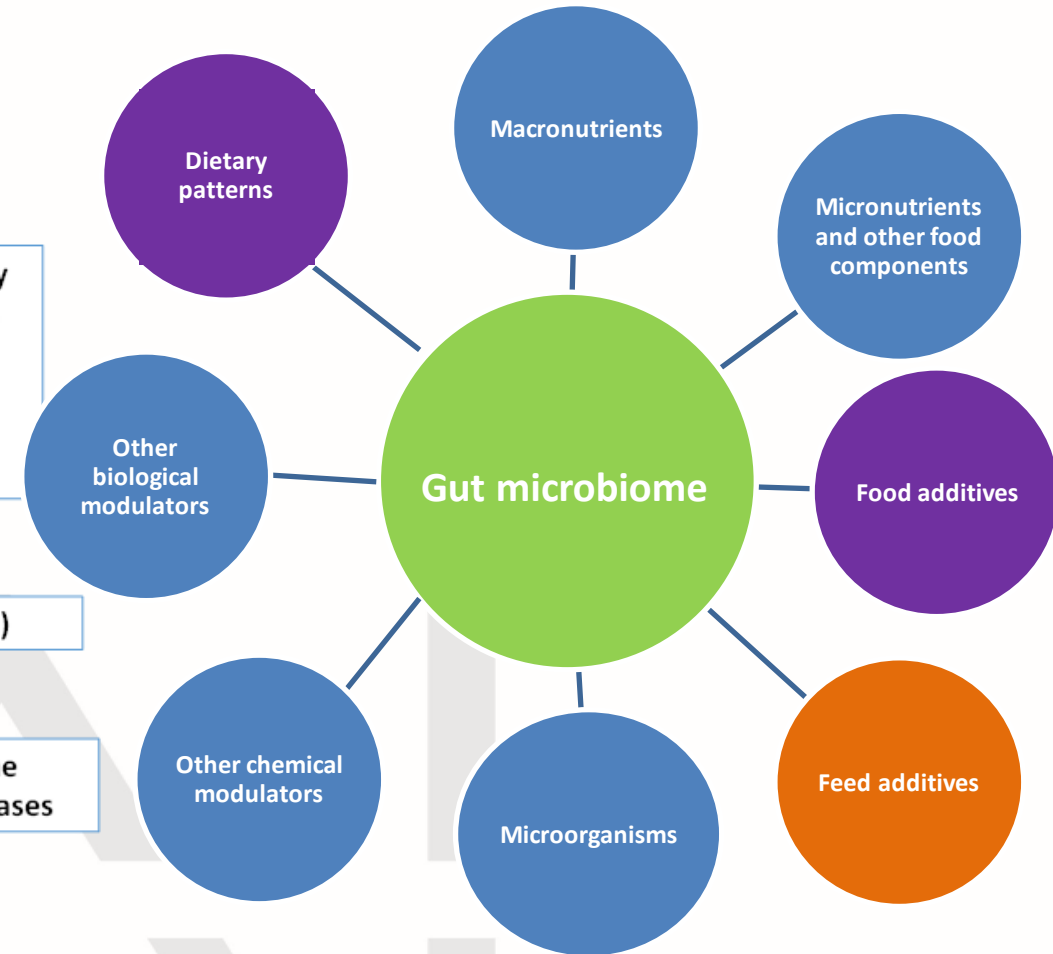 Macronutrients
Dietary
patterns
Micronutrients
and other food
components
y
Other
biological
modulators
Gut microbiome
Food additives
)
e
ases
Other chemical
modulators
Microorganisms
Feed additives